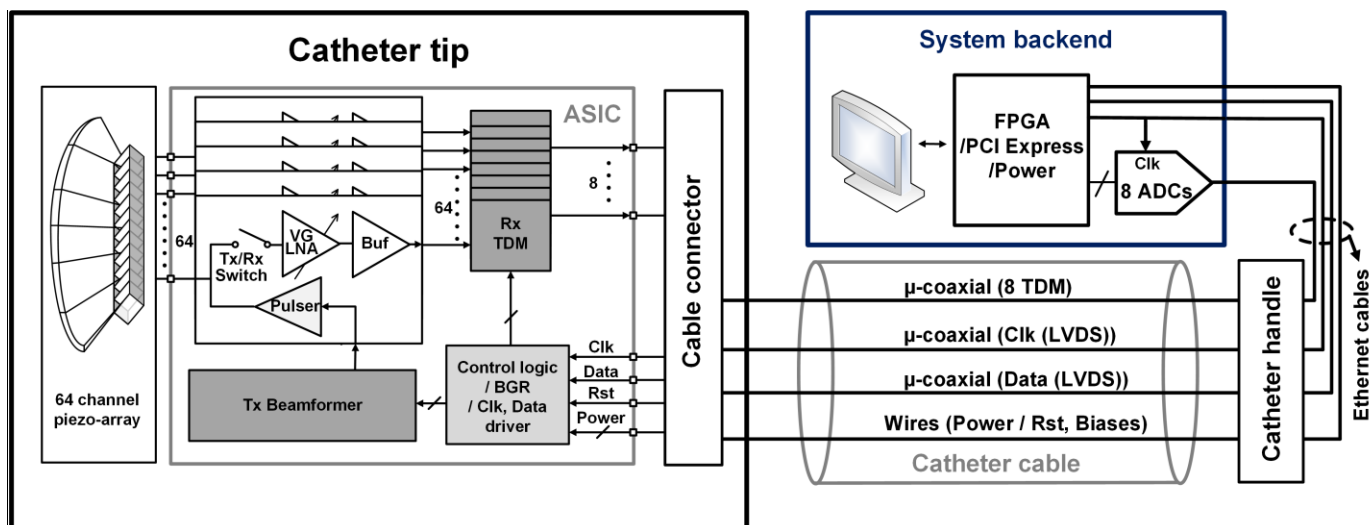 Catheter tip
ASIC
64
Tx/Rx
Switch
VG
LNA
Buf
Pulser
64
Rx
TDM
8
Tx Beamformer
Control logic
/ BGR
/ Clk, Data
driver
Clk
Data
Rst
Power
64 channel
piezo-array
Cable connector
System backend
FPGA
/PCI Express
/Power
Clk
8 ADCs
μ-coaxial (8 TDM)
μ-coaxial (Clk (LVDS))
μ-coaxial (Data (LVDS))
Wires (Power / Rst, Biases)
Catheter cable
Catheter handle
Ethernet cables